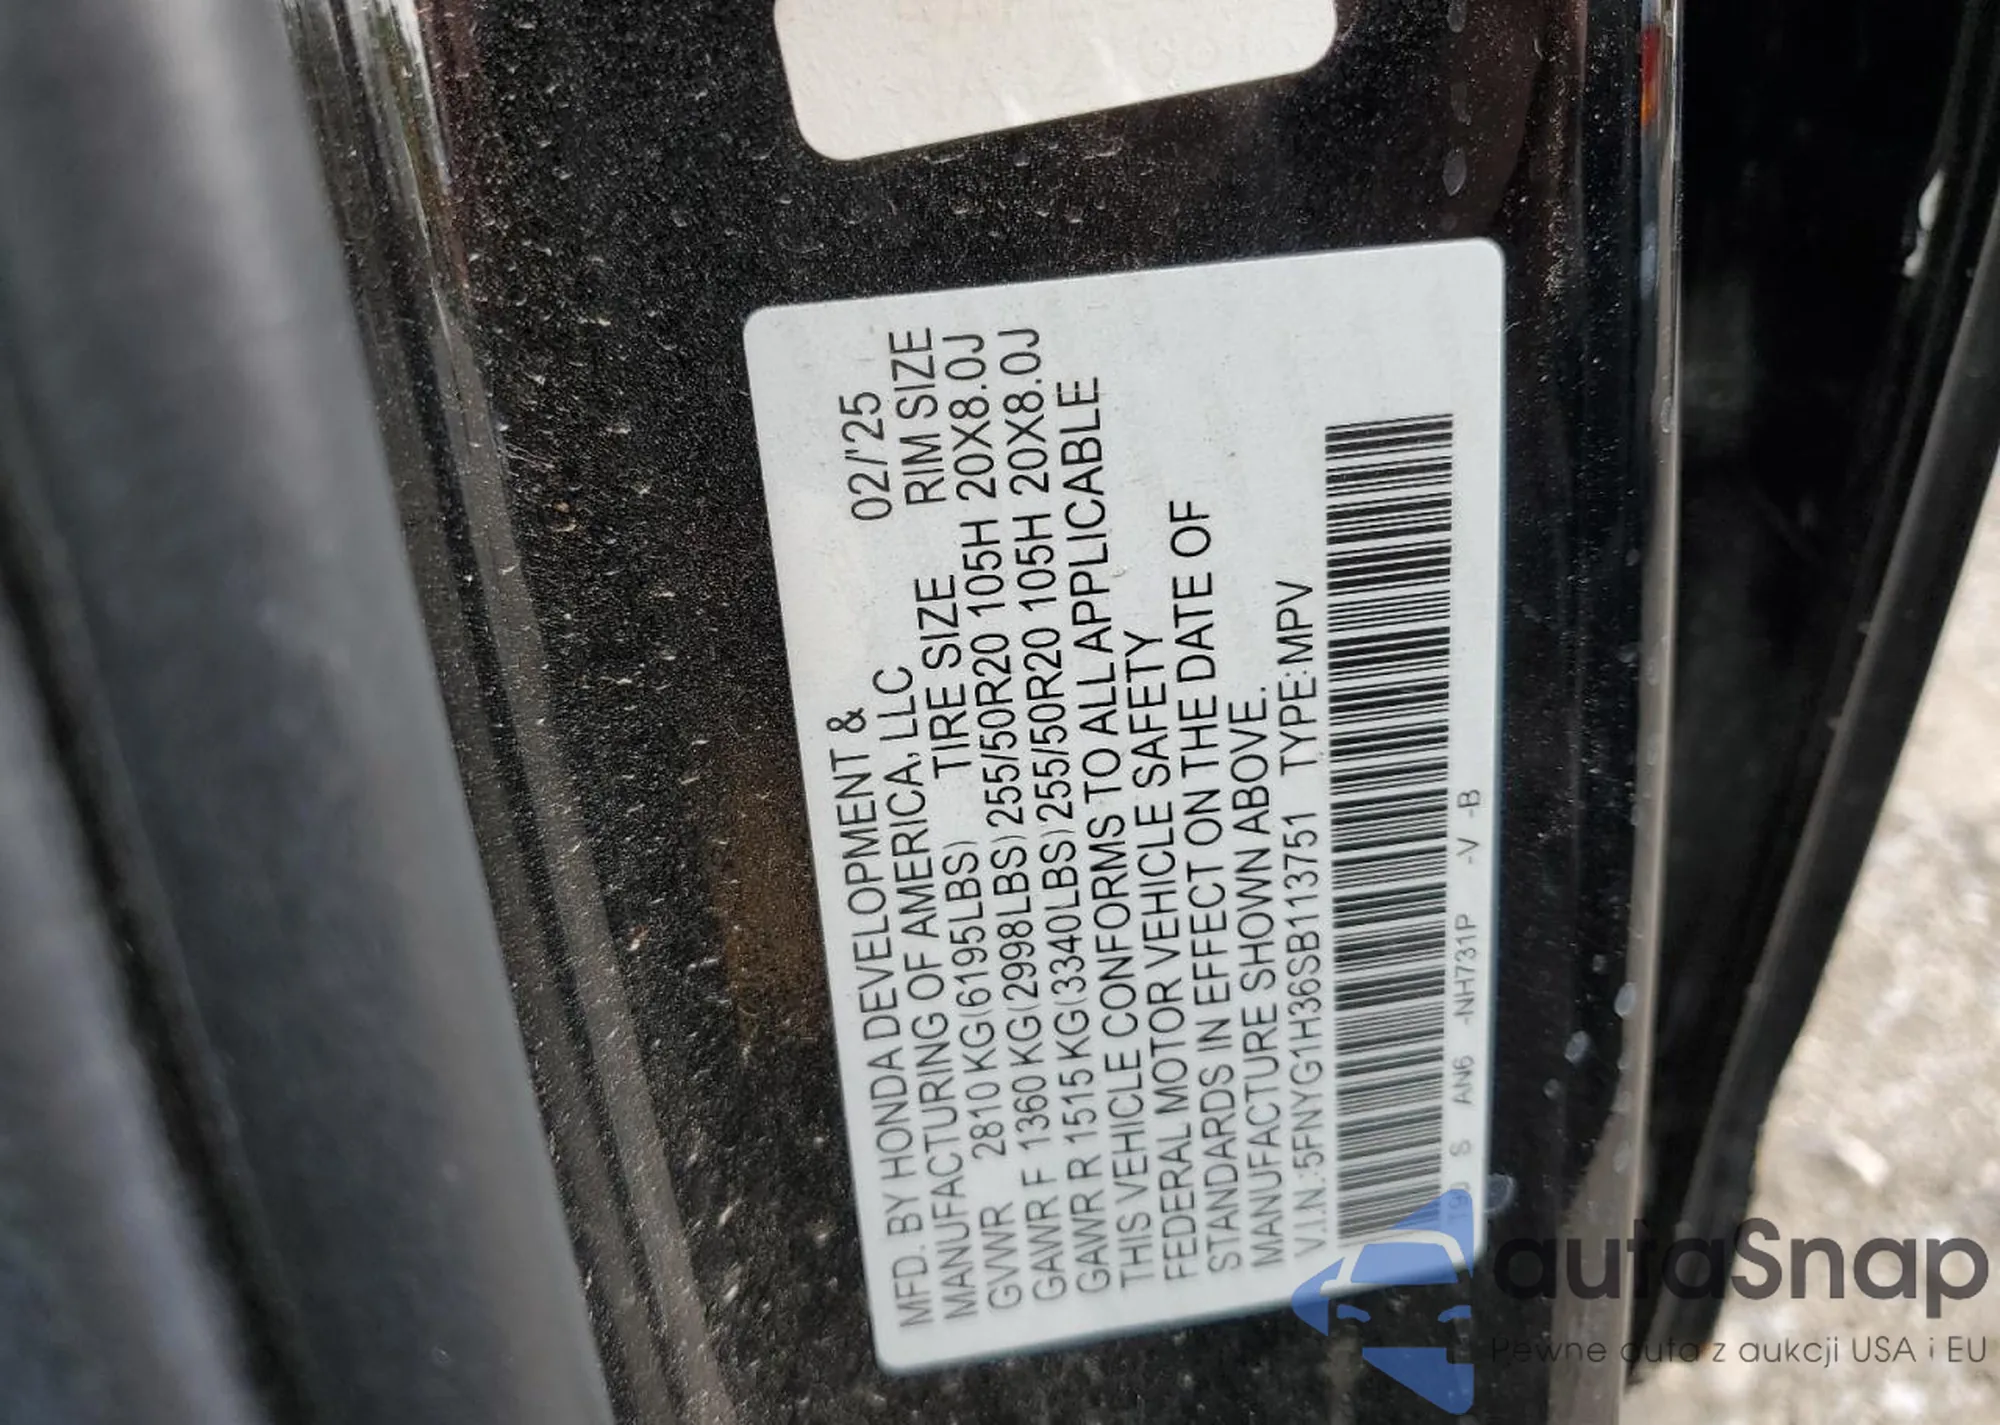 MFD. BY HONDA DEVELOPMENT & 02/'25
MANUFACTURING OF AMERICA, LLC RIM SIZE
GVWR 2810 KG(6195LBS) TIRE SIZE
GAWR F 1360 KG(2998LBS)255/50R20 105H 20X8.0J
GAWR R 1515 KG(3340LBS)255/50R20 105H 20X8.0J
THIS VEHICLE CONFORMS TO ALL APPLICABLE
FEDERAL MOTOR VEHICLE SAFETY
STANDARDS IN EFFECT ON THE DATE OF
MANUFACTURE SHOWN ABOVE.
V.I.N.:5FNYG1H36SB113751 TYPE:MPV
T90 S AIN6 -NH731P -V -B
autaSnap
Pewne auta z aukcji USA i EU